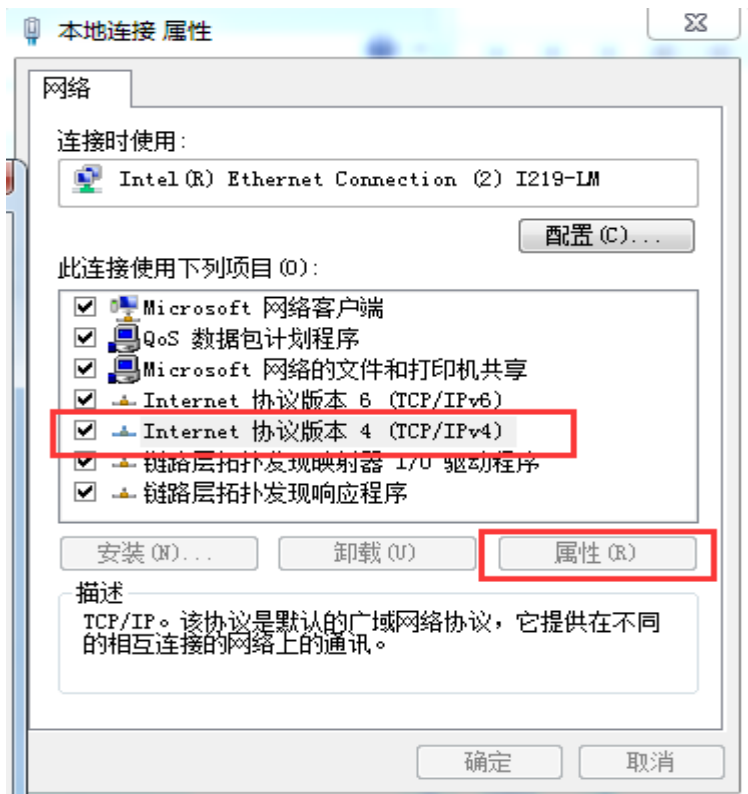 本地连接 属性
网络
连接时使用:
Intel(R) Ethernet Connection (2) I219-LM
配置(C)...
此连接使用下列项目(O):
Microsoft 网络客户端
QoS 数据包计划程序
Microsoft 网络的文件和打印机共享
Internet 协议版本 6 (TCP/IPv6)
Internet 协议版本 4 (TCP/IPv4)
链路层拓扑发现映射器 I/O 驱动程序
链路层拓扑发现响应程序
安装(N)... 卸载(U) 属性(R)
描述
TCP/IP。该协议是默认的广域网络协议，它提供在不同
的相互连接的网络上的通讯。
确定 取消